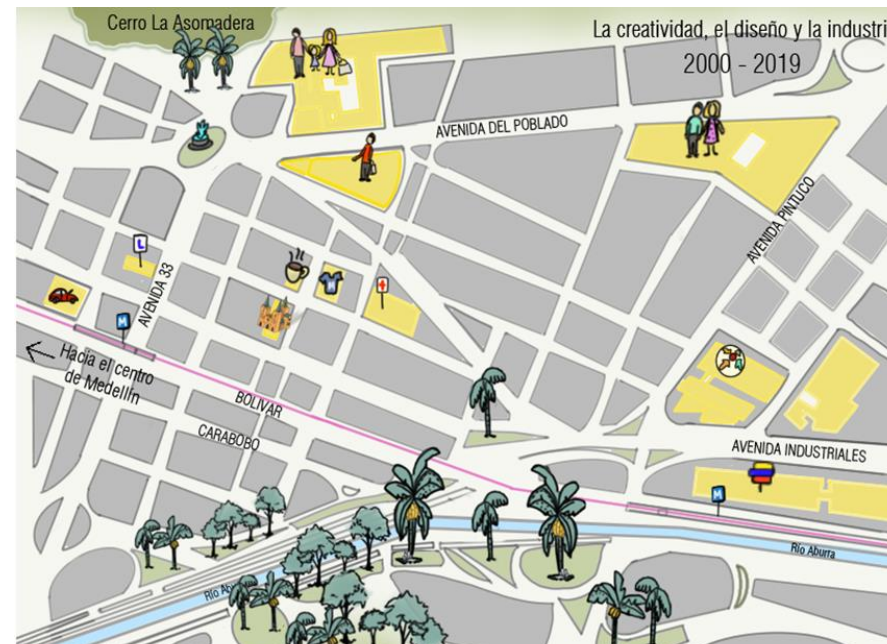 Cerro La Asomadera
La creatividad, el diseño y la industri
2000 - 2019
AVENIDA DEL POBLADO
AVENIDA PINTUCO
AVENIDA 33
L
M
M
Hacia el centro
de Medellín
BOLIVAR
CARABOBO
AVENIDA INDUSTRIALES
M
Río Aburra